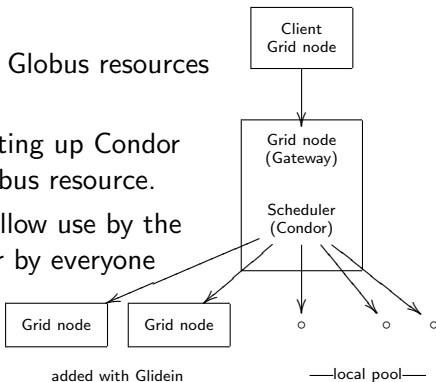 Globus resources
ting up Condor
bus resource.
llow use by the
r by everyone
Client
Grid node
Grid node
(Gateway)
Scheduler
(Condor)
Grid node
Grid node
added with Glidein
local pool